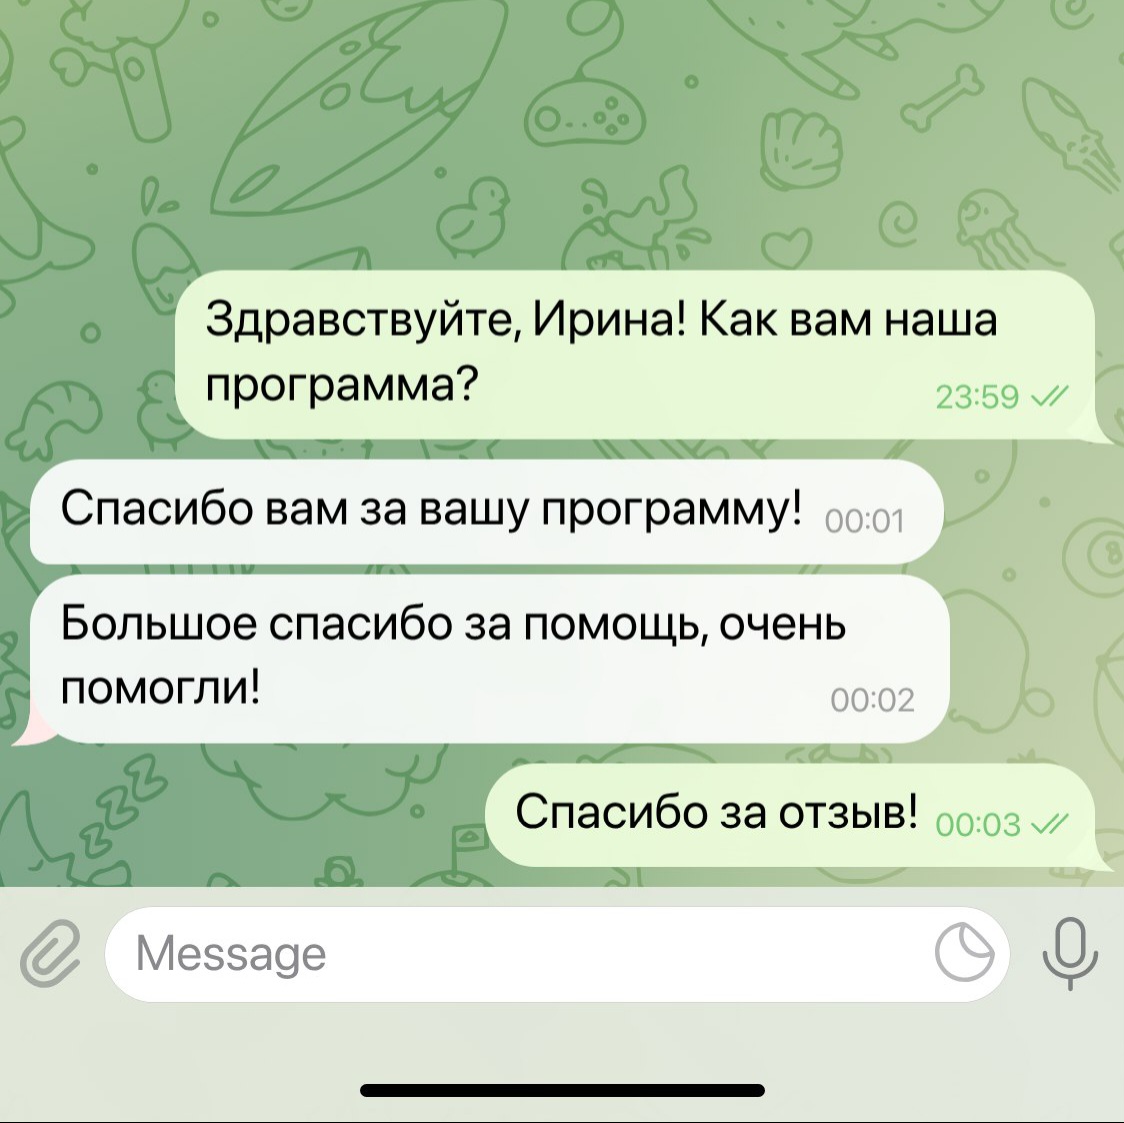 Здравствуйте, Ирина! Как вам наша
программа?
23:59
Спасибо вам за вашу программу! 00:01
Большое спасибо за помощь, очень
помогли!
00:02
Спасибо за отзыв! 00:03
Message